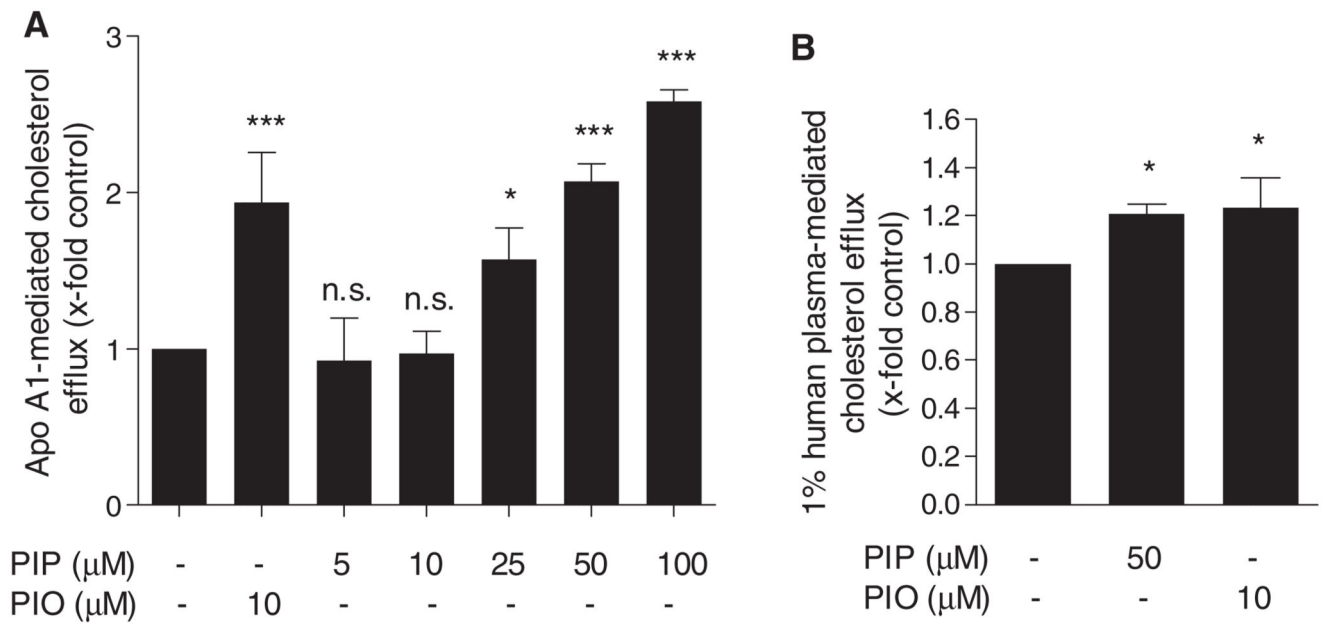 A
Apo A1-mediated cholesterol
efflux (x-fold control)
3
2
1
0
***
n.s.
n.s.
*
***
***
PIP (μM) - - 5 10 25 50 100
PIO (μM) - 10 - - - - -
B
1% human plasma-mediated
cholesterol efflux
(x-fold control)
1.6
1.4
1.2
1.0
0.8
0.6
0.4
0.2
0.0
*
*
PIP (μM) - 50 -
PIO (μM) - - 10